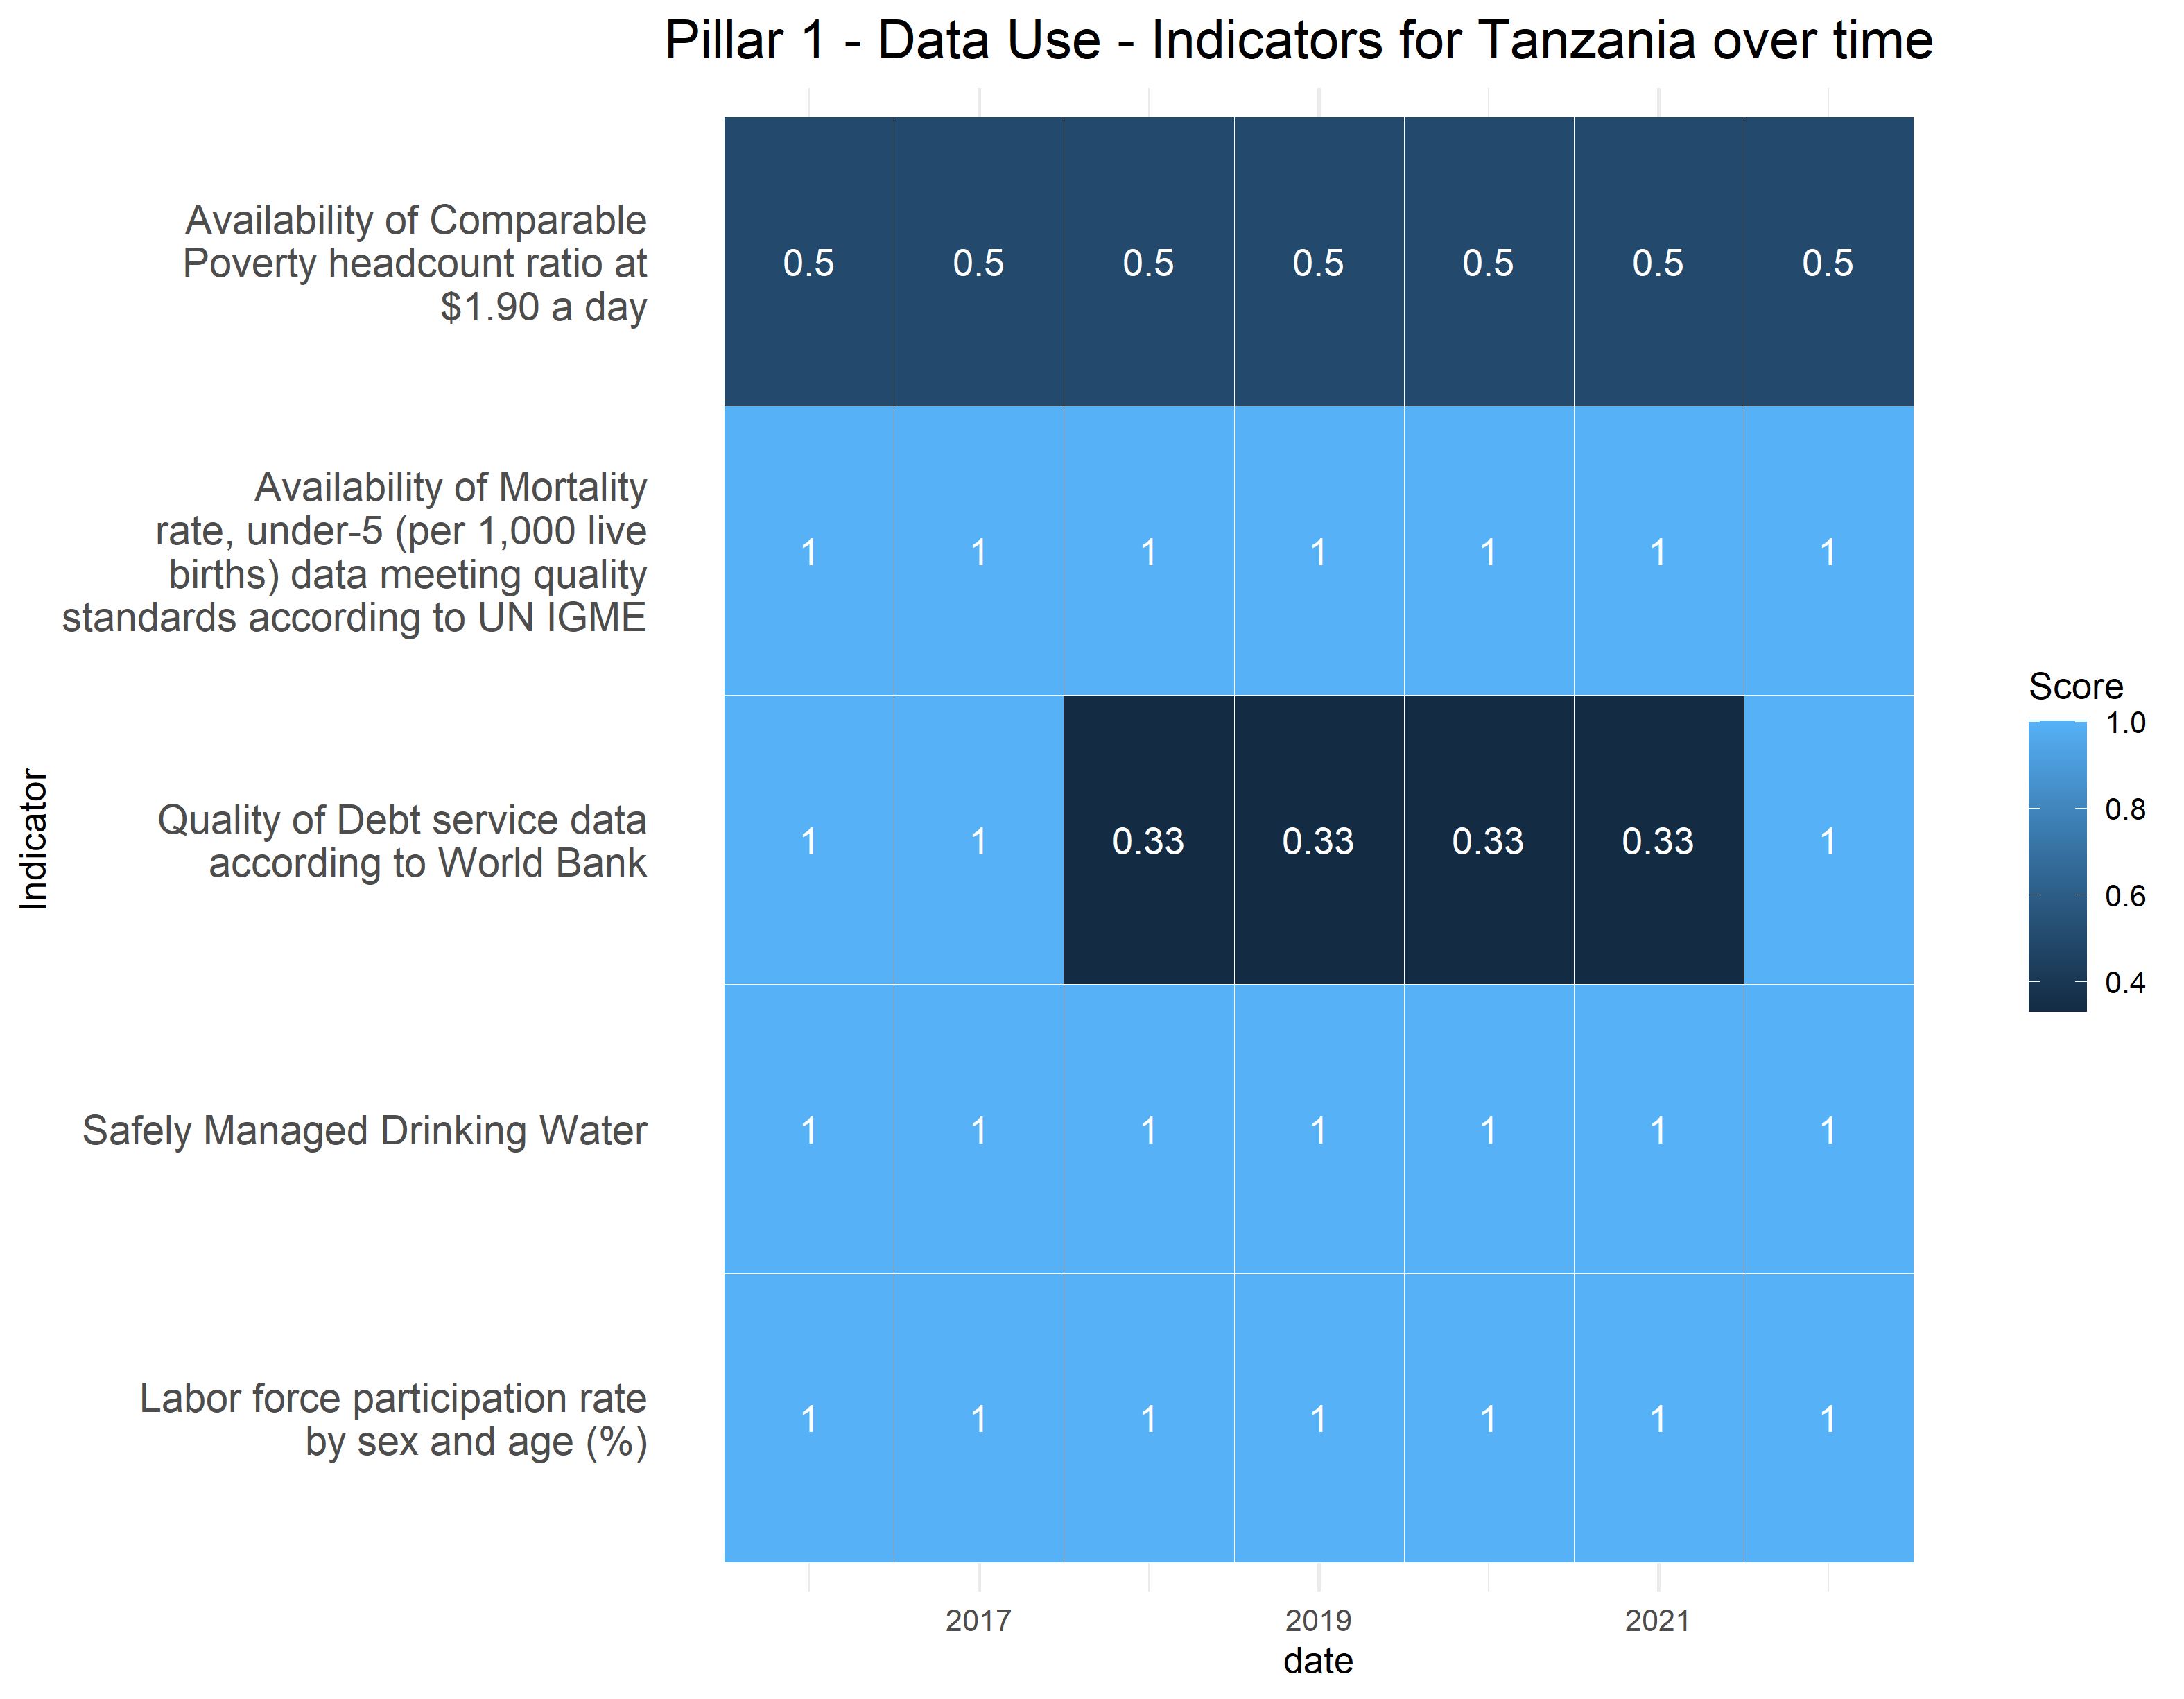 Pillar 1 - Data Use - Indicators for Tanzania over time
Indicator
Availability of Comparable
Poverty headcount ratio at
$1.90 a day
0.5 0.5 0.5 0.5 0.5 0.5 0.5
Availability of Mortality
rate, under-5 (per 1,000 live
births) data meeting quality
standards according to UN IGME
1 1 1 1 1 1 1
Quality of Debt service data
according to World Bank
1 1 0.33 0.33 0.33 0.33 1
Safely Managed Drinking Water
1 1 1 1 1 1 1
Labor force participation rate
by sex and age (%)
1 1 1 1 1 1 1
2017 2019 2021
date
Score
1.0
0.8
0.6
0.4